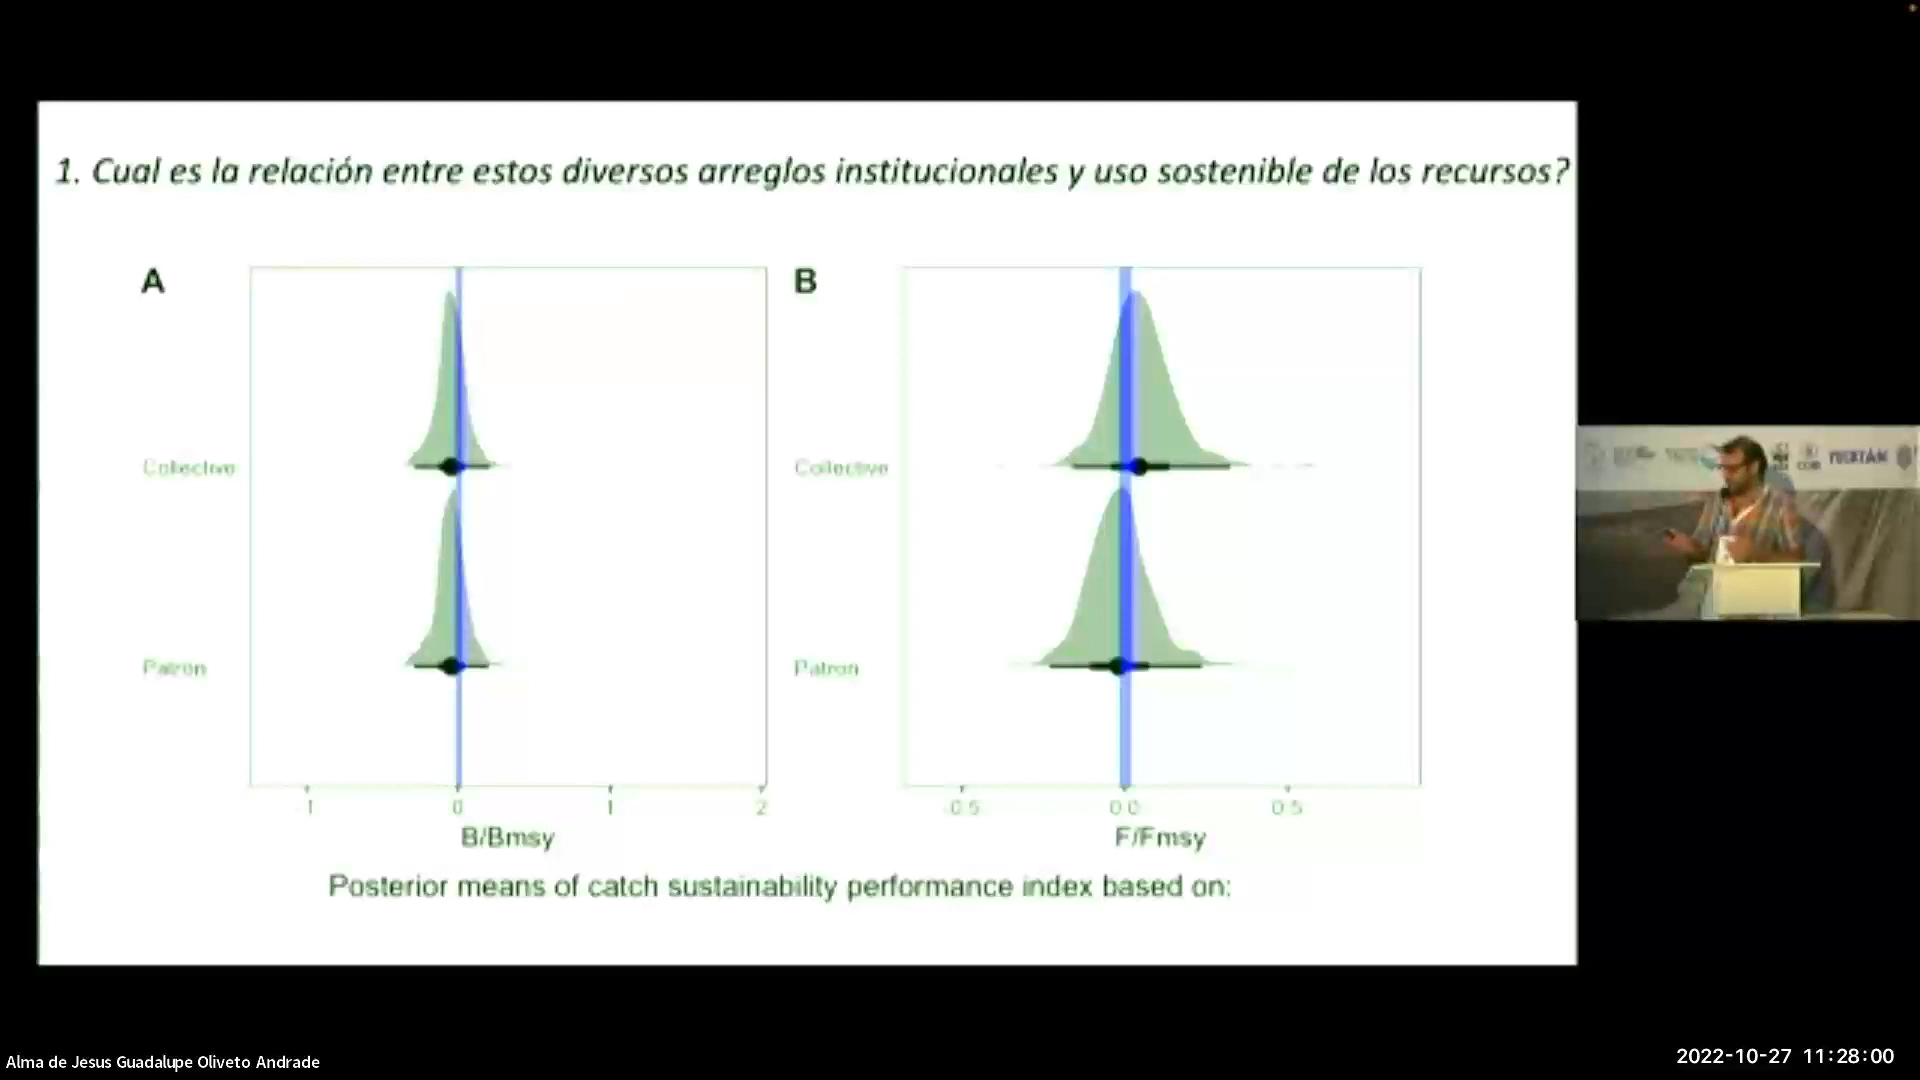 1. Cual es la relación entre estos diversos arreglos institucionales y uso sostenible de los recursos?
A
B
Collective
Collective
Patron
Patron
-1 0 1 2
-0.5 0.0 0.5
B/Bmsy
F/Fmsy
Posterior means of catch sustainability performance index based on:
YUCATÁN
Alma de Jesus Guadalupe Oliveto Andrade
2022-10-27 11:28:00